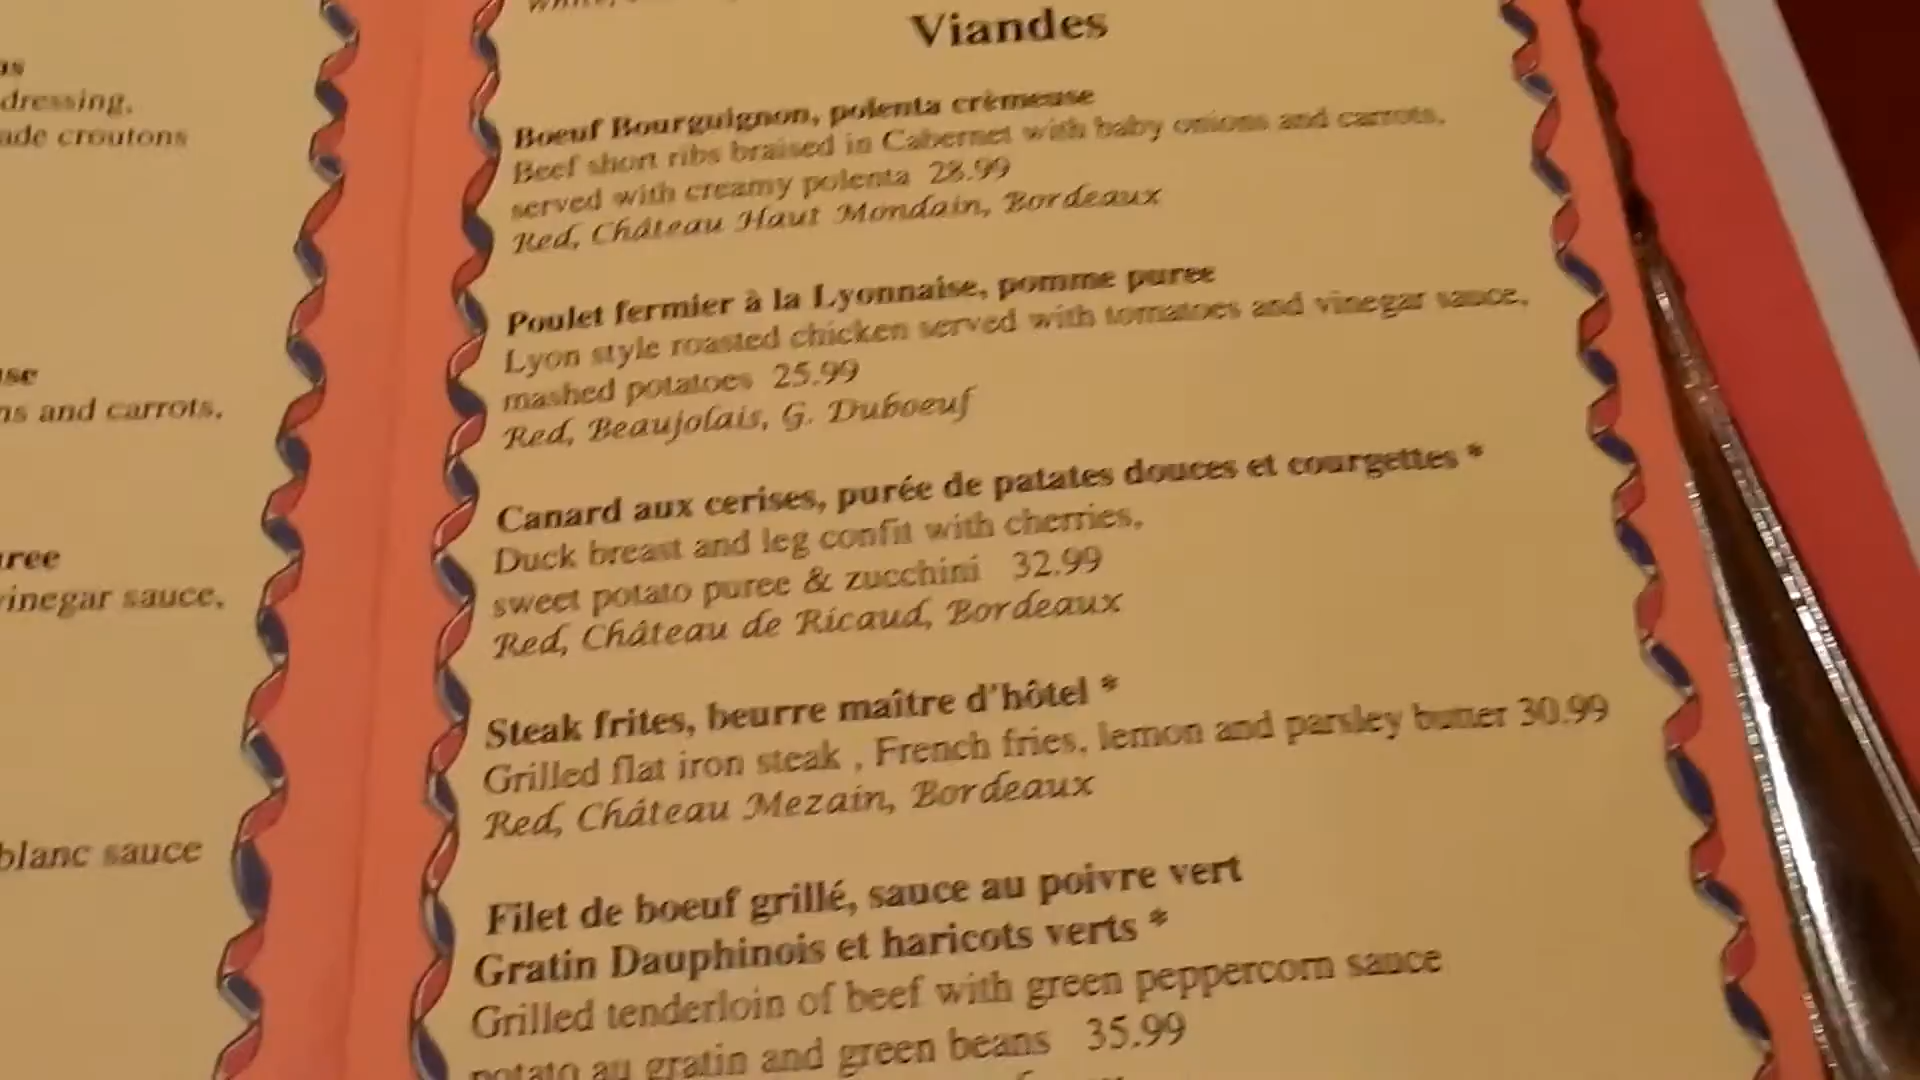 as
dressing,
ade croutons
se
ns and carrots,
uree
vinegar sauce,
blanc sauce
Viandes
Boeuf Bourguignon, polenta crèmeuse
Beef short ribs braised in Cabernet with baby onions and carrots,
served with creamy polenta 28.99
Red, Château Haut Mondain, Bordeaux
Poulet fermier à la Lyonnaise, pomme puree
Lyon style roasted chicken served with tomatoes and vinegar sauce,
mashed potatoes 25.99
Red, Beaujolais, G. Duboeuf
Canard aux cerises, purée de patates douces et courgettes *
Duck breast and leg confit with cherries,
sweet potato puree & zucchini 32.99
Red, Château de Ricaud, Bordeaux
Steak frites, beurre maître d'hôtel *
Grilled flat iron steak , French fries, lemon and parsley butter 30.99
Red, Château Mezain, Bordeaux
Filet de boeuf grillé, sauce au poivre vert
Gratin Dauphinois et haricots verts *
Grilled tenderloin of beef with green peppercorn sauce
potato au gratin and green beans 35.99